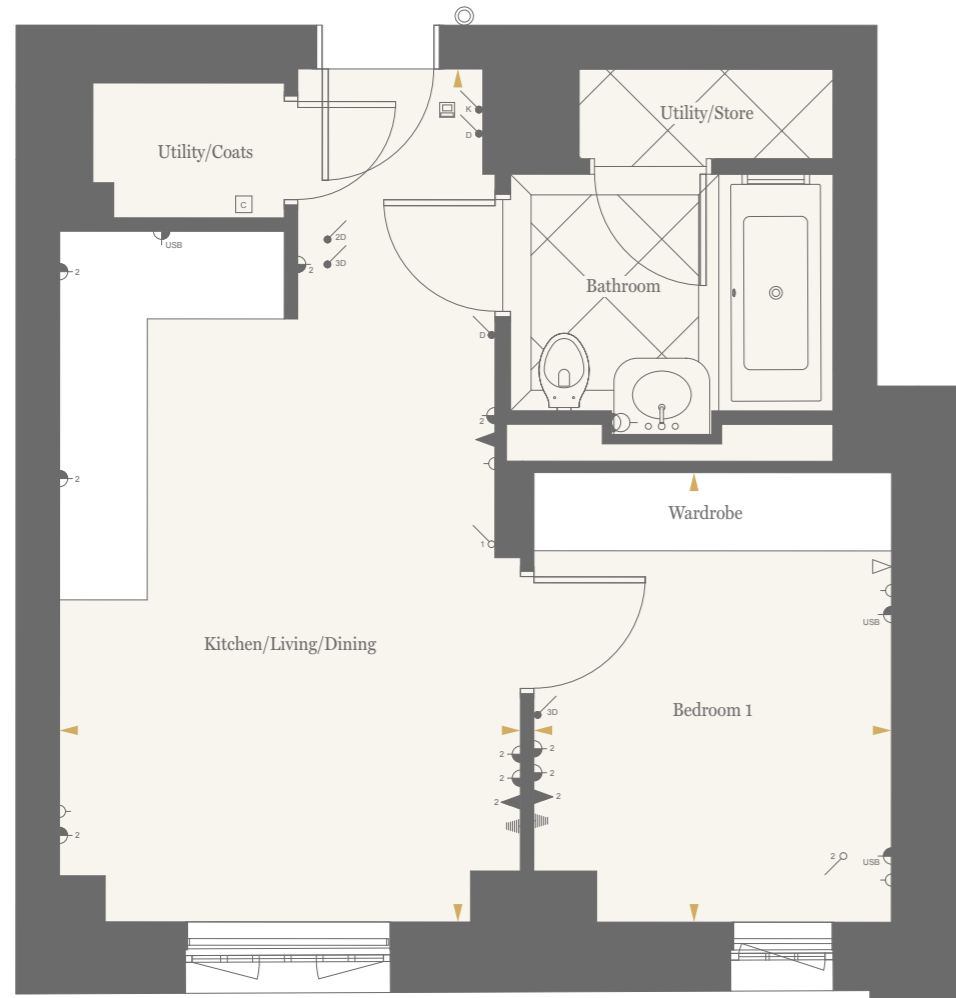 K
Utility/Store
D
Utility/Coats
C
2D
USB
3D
2
2
Bathroom
D
2
2
Wardrobe
1
USB
Kitchen/Living/Dining
Bedroom 1
3D
2
2
2
2
2
2
2
2
USB